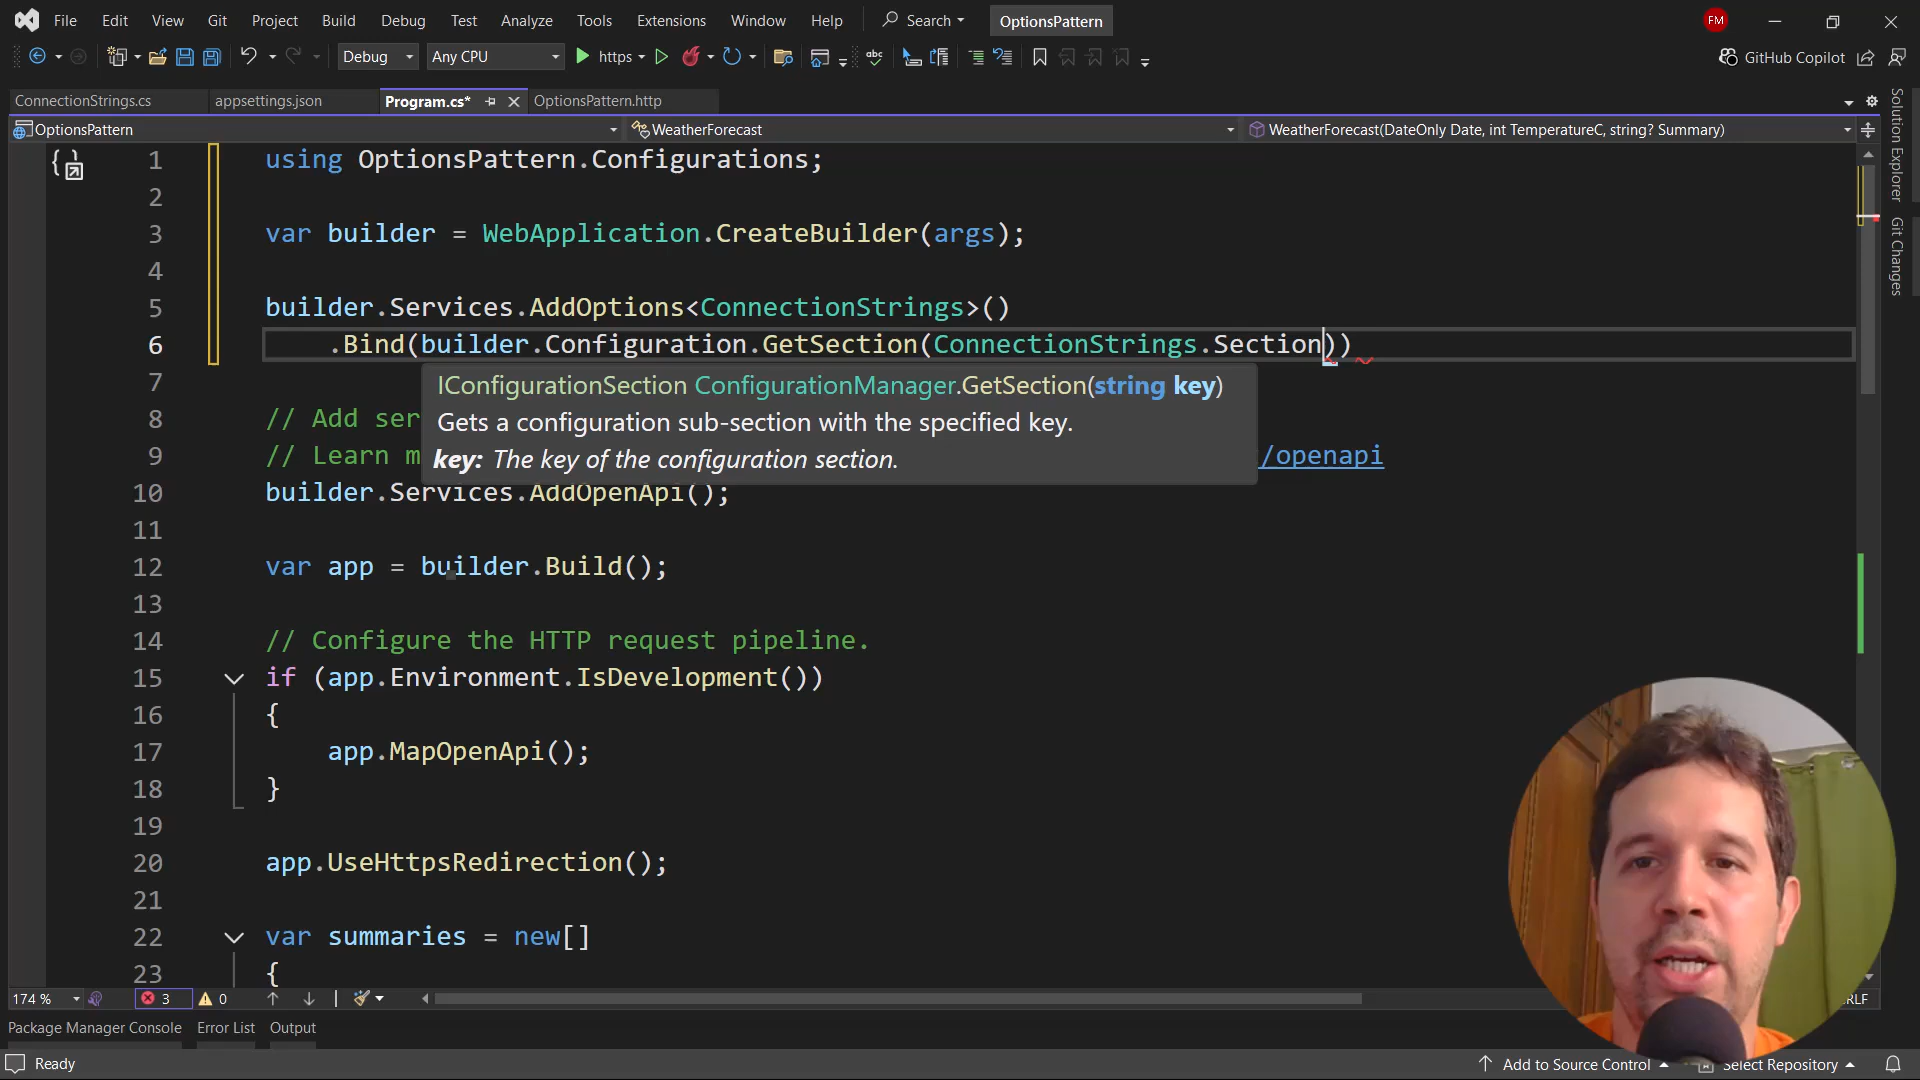 File Edit View Git Project Build Debug Test Analyze Tools Extensions Window Help Search OptionsPattern FM
Debug Any CPU https GitHub Copilot
ConnectionStrings.cs appsettings.json Program.cs* OptionsPattern.http
OptionsPattern WeatherForecast WeatherForecast(DateOnly Date, int TemperatureC, string? Summary)
1 using OptionsPattern.Configurations;
2
3 var builder = WebApplication.CreateBuilder(args);
4
5 builder.Services.AddOptions<ConnectionStrings>()
6 .Bind(builder.Configuration.GetSection(ConnectionStrings.Section))
7
IConfigurationSection ConfigurationManager.GetSection(string key)
Gets a configuration sub-section with the specified key.
key: The key of the configuration section.
8 // Add ser
9 // Learn m /openapi
10 builder.Services.AddOpenApi();
11
12 var app = builder.Build();
13
14 // Configure the HTTP request pipeline.
15 if (app.Environment.IsDevelopment())
16 {
17 app.MapOpenApi();
18 }
19
20 app.UseHttpsRedirection();
21
22 var summaries = new[]
23 {
174 % 3 0 RLF
Package Manager Console Error List Output
Ready Add to Source Control Select Repository
Solution Explorer
Git Changes